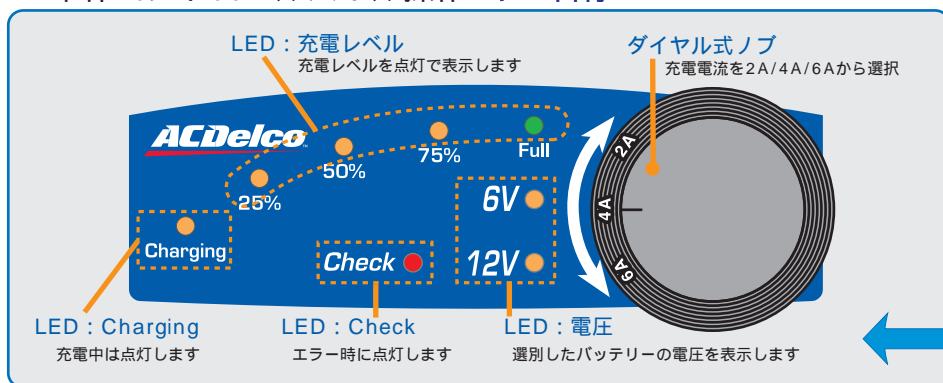 LED：充電レベル
充電レベルを点灯で表示します
ダイヤル式ノブ
充電電流を2A/4A/6Aから選択
ACDelco
25%
50%
75%
Full
2A
4A
6A
6V
12V
Charging
Check
LED：Charging
充電中は点灯します
LED：Check
エラー時に点灯します
LED：電圧
選別したバッテリーの電圧を表示します